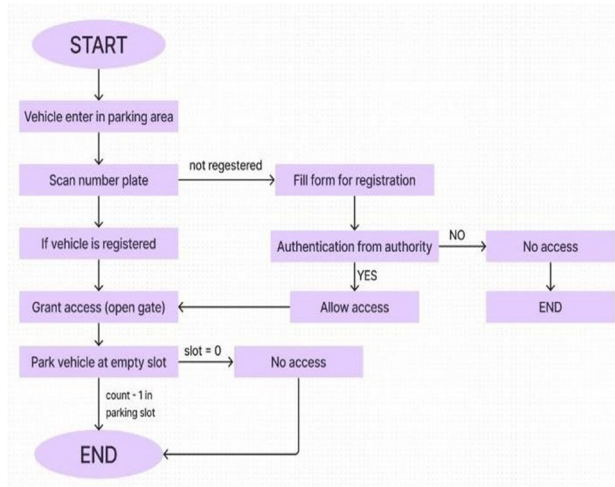 START
Vehicle enter in parking area
Scan number plate
not regestered
Fill form for registration
If vehicle is registered
Authentication from authority
NO
No access
YES
Grant access (open gate)
Allow access
END
Park vehicle at empty slot
slot = 0
No access
count - 1 in
parking slot
END